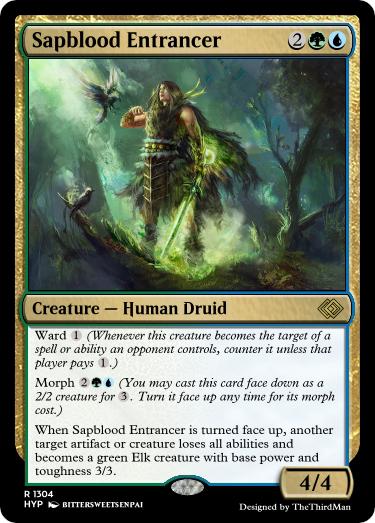 Sapblood Entrancer 2GU
Creature — Human Druid
Ward 1 (Whenever this creature becomes the target of a
spell or ability an opponent controls, counter it unless that
player pays 1.)
Morph 2GU (You may cast this card face down as a
2/2 creature for 3. Turn it face up any time for its morph
cost.)
When Sapblood Entrancer is turned face up, another
target artifact or creature loses all abilities and
becomes a green Elk creature with base power and
toughness 3/3.
4/4
R 1304
HYP BITTERSWEETSENPAI
Designed by TheThirdMan